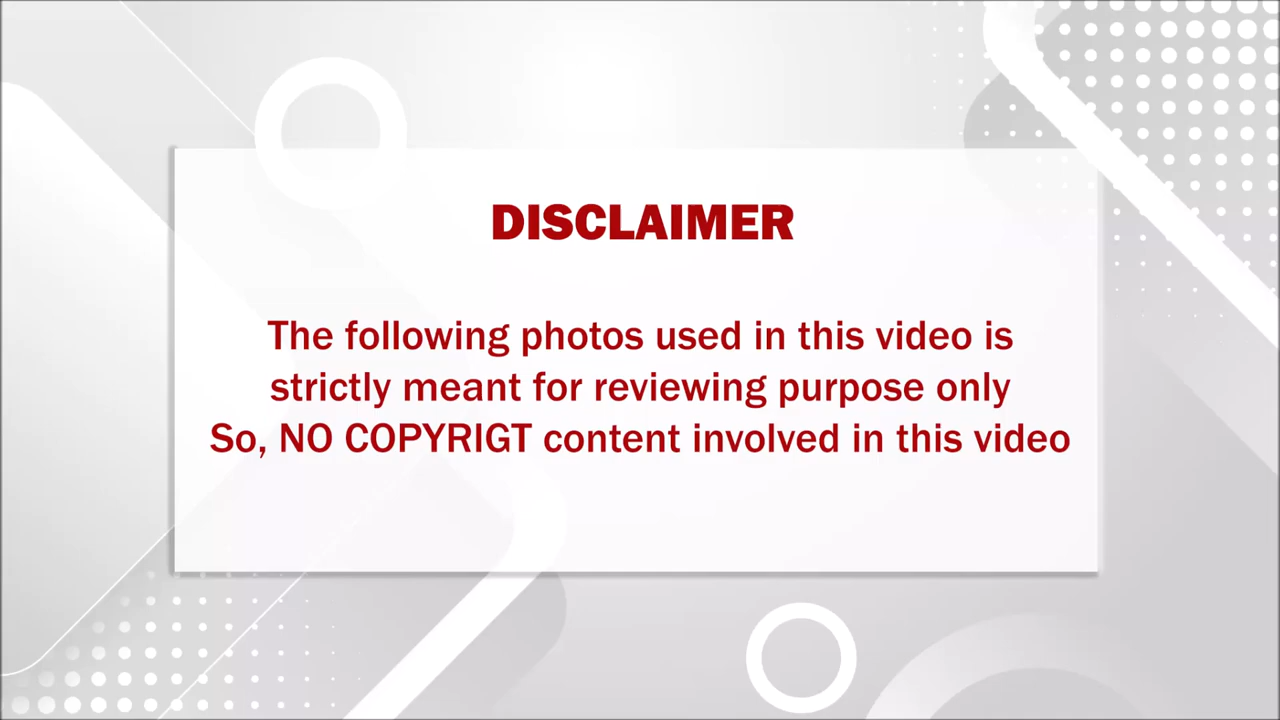 DISCLAIMER
The following photos used in this video is
strictly meant for reviewing purpose only
So, NO COPYRIGT content involved in this video